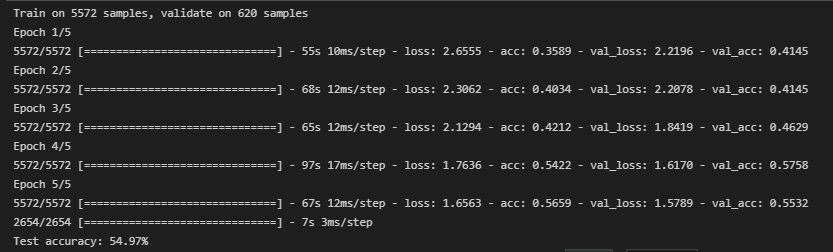 Train on 5572 samples, validate on 620 samples
Epoch 1/5
5572/5572 [==============================] - 55s 10ms/step - loss: 2.6555 - acc: 0.3589 - val_loss: 2.2196 - val_acc: 0.4145
Epoch 2/5
5572/5572 [==============================] - 68s 12ms/step - loss: 2.3062 - acc: 0.4034 - val_loss: 2.2078 - val_acc: 0.4145
Epoch 3/5
5572/5572 [==============================] - 65s 12ms/step - loss: 2.1294 - acc: 0.4212 - val_loss: 1.8419 - val_acc: 0.4629
Epoch 4/5
5572/5572 [==============================] - 97s 17ms/step - loss: 1.7636 - acc: 0.5422 - val_loss: 1.6170 - val_acc: 0.5758
Epoch 5/5
5572/5572 [==============================] - 67s 12ms/step - loss: 1.6563 - acc: 0.5659 - val_loss: 1.5789 - val_acc: 0.5532
2654/2654 [==============================] - 7s 3ms/step
Test accuracy: 54.97%